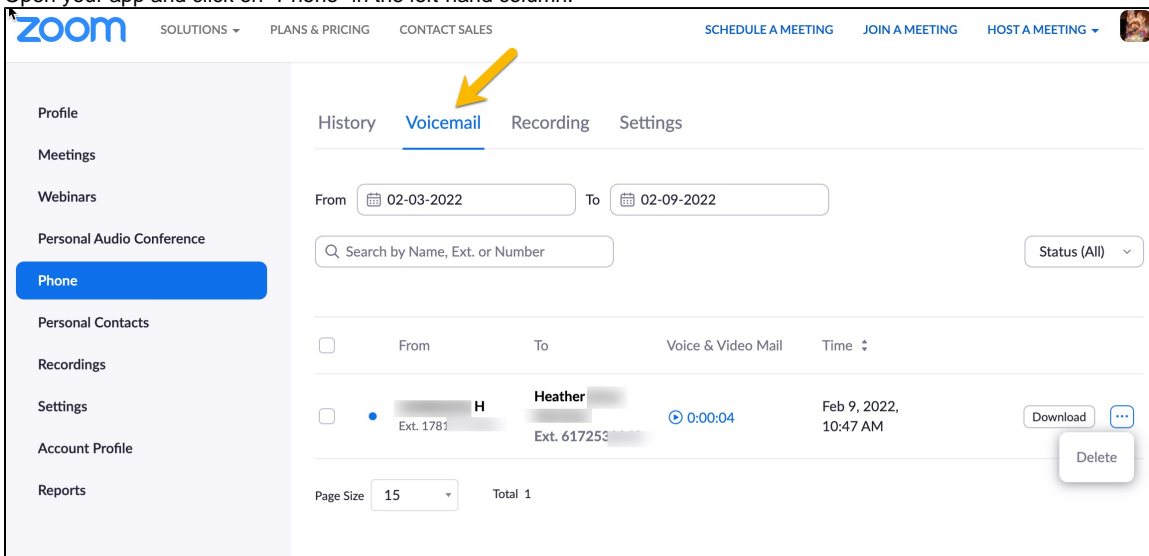 Open your app and click on "Phone" in the left-hand column.
zoom SOLUTIONS PLANS & PRICING CONTACT SALES SCHEDULE A MEETING JOIN A MEETING HOST A MEETING
Profile
Meetings
Webinars
Personal Audio Conference
Phone
Personal Contacts
Recordings
Settings
Account Profile
Reports
History Voicemail Recording Settings
From 02-03-2022 To 02-09-2022
Search by Name, Ext. or Number Status (All)
From To Voice & Video Mail Time
H Heather 0:00:04 Feb 9, 2022, Download ...
Ext. 1781 Ext. 617253 10:47 AM
Delete
Page Size 15 Total 1